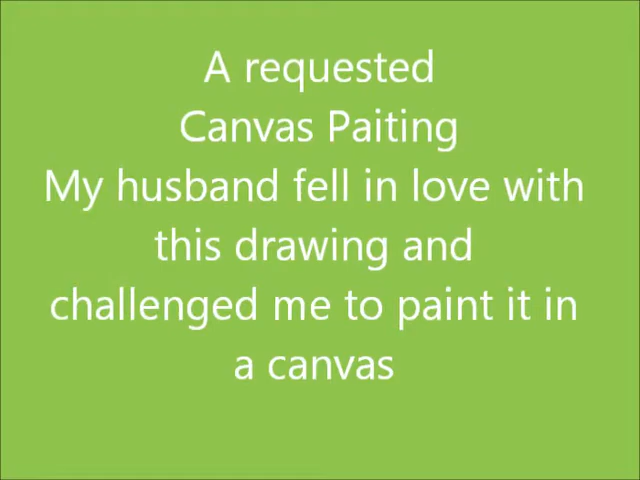 A requested
Canvas Paiting
My husband fell in love with
this drawing and
challenged me to paint it in
a canvas